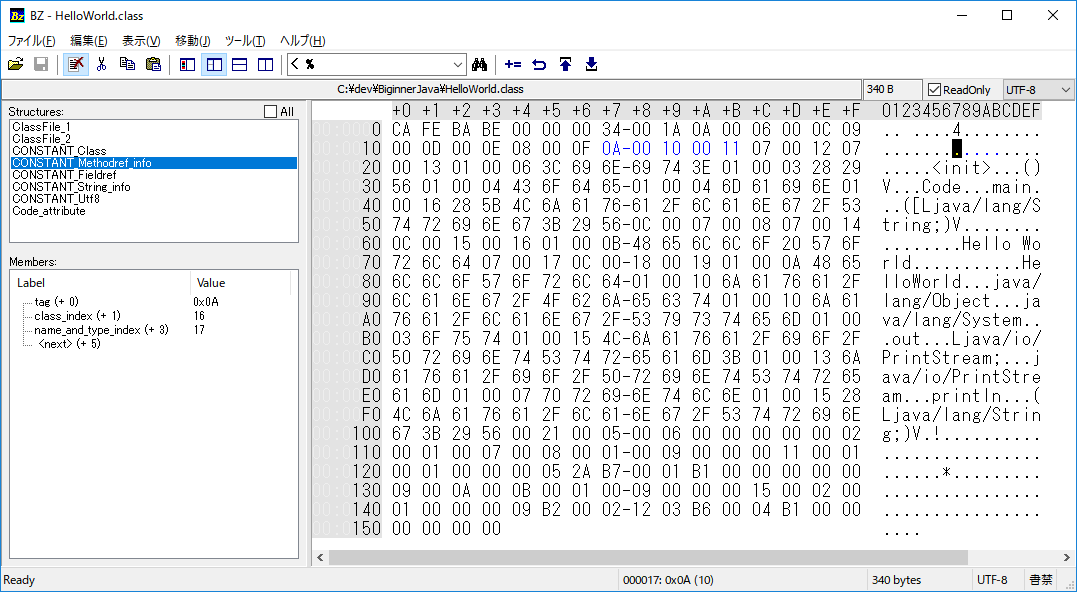 BZ - HelloWorld.class
ファイル(F) 編集(E) 表示(V) 移動(J) ツール(T) ヘルプ(H)
< %
C:¥dev¥BiginnerJava¥HelloWorld.class 340 B ReadOnly UTF-8
Structures: All
ClassFile_1
ClassFile_2
CONSTANT_Class
CONSTANT_Methodref_info
CONSTANT_Fieldref
CONSTANT_String_info
CONSTANT_Utf8
Code_attribute
Members:
Label Value
tag (+ 0) 0x0A
class_index (+ 1) 16
name_and_type_index (+ 3) 17
<next> (+ 5)
+0 +1 +2 +3 +4 +5 +6 +7 +8 +9 +A +B +C +D +E +F 0123456789ABCDEF
0 CA FE BA BE 00 00 00 34-00 1A 0A 00 06 00 0C 09 .. ....4........
10 00 0D 00 0E 08 00 0F 0A-00 10 00 11 07 00 12 07 ................
20 00 13 01 00 06 3C 69 6E-69 74 3E 01 00 03 28 29 .....<init>...()
30 56 01 00 04 43 6F 64 65-01 00 04 6D 61 69 6E 01 V...Code...main.
40 00 16 28 5B 4C 6A 61 76-61 2F 6C 61 6E 67 2F 53 ..([Ljava/lang/S
50 74 72 69 6E 67 3B 29 56-0C 00 07 00 08 07 00 14 tring;)V........
60 0C 00 15 00 16 01 00 0B-48 65 6C 6C 6F 20 57 6F ........Hello Wo
70 72 6C 64 07 00 17 0C 00-18 00 19 01 00 0A 48 65 rld...........He
80 6C 6C 6F 57 6F 72 6C 64-01 00 10 6A 61 76 61 2F lloWorld...java/
90 6C 61 6E 67 2F 4F 62 6A-65 63 74 01 00 10 6A 61 lang/Object...ja
A0 76 61 2F 6C 61 6E 67 2F-53 79 73 74 65 6D 01 00 va/lang/System..
B0 03 6F 75 74 01 00 15 4C-6A 61 76 61 2F 69 6F 2F .out...Ljava/io/
C0 50 72 69 6E 74 53 74 72-65 61 6D 3B 01 00 13 6A PrintStream;...j
D0 61 76 61 2F 69 6F 2F 50-72 69 6E 74 53 74 72 65 ava/io/PrintStre
E0 61 6D 01 00 07 70 72 69-6E 74 6C 6E 01 00 15 28 am...println...(
F0 4C 6A 61 76 61 2F 6C 61-6E 67 2F 53 74 72 69 6E Ljava/lang/Strin
100 67 3B 29 56 00 21 00 05-00 06 00 00 00 00 00 02 g;)V.!..........
110 00 01 00 07 00 08 00 01-00 09 00 00 00 11 00 01 ................
120 00 01 00 00 00 05 2A B7-00 01 B1 00 00 00 00 00 ......*.........
130 09 00 0A 00 0B 00 01 00-09 00 00 00 15 00 02 00 ................
140 01 00 00 00 09 B2 00 02-12 03 B6 00 04 B1 00 00 ................
150 00 00 00 00 ....
Ready 000017: 0x0A (10) 340 bytes UTF-8 書禁